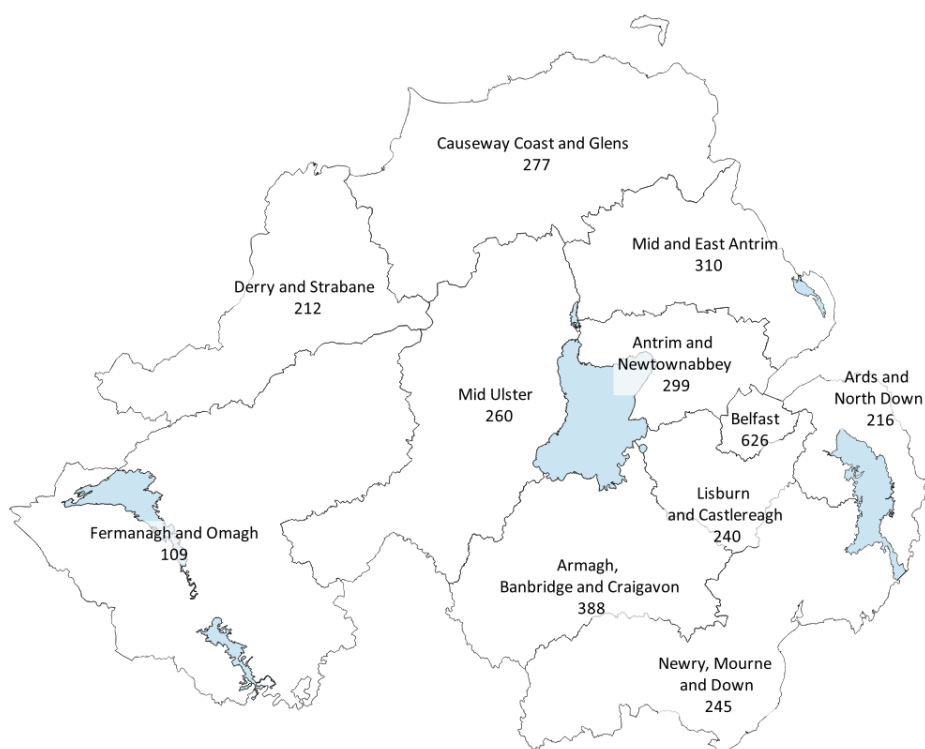 Causeway Coast and Glens
277
Mid and East Antrim
310
Derry and Strabane
212
Antrim and
Newtownabbey
299
Ards and
North Down
216
Mid Ulster
260
Belfast
626
Lisburn
and Castlereagh
240
Fermanagh and Omagh
109
Armagh,
Banbridge and Craigavon
388
Newry, Mourne
and Down
245